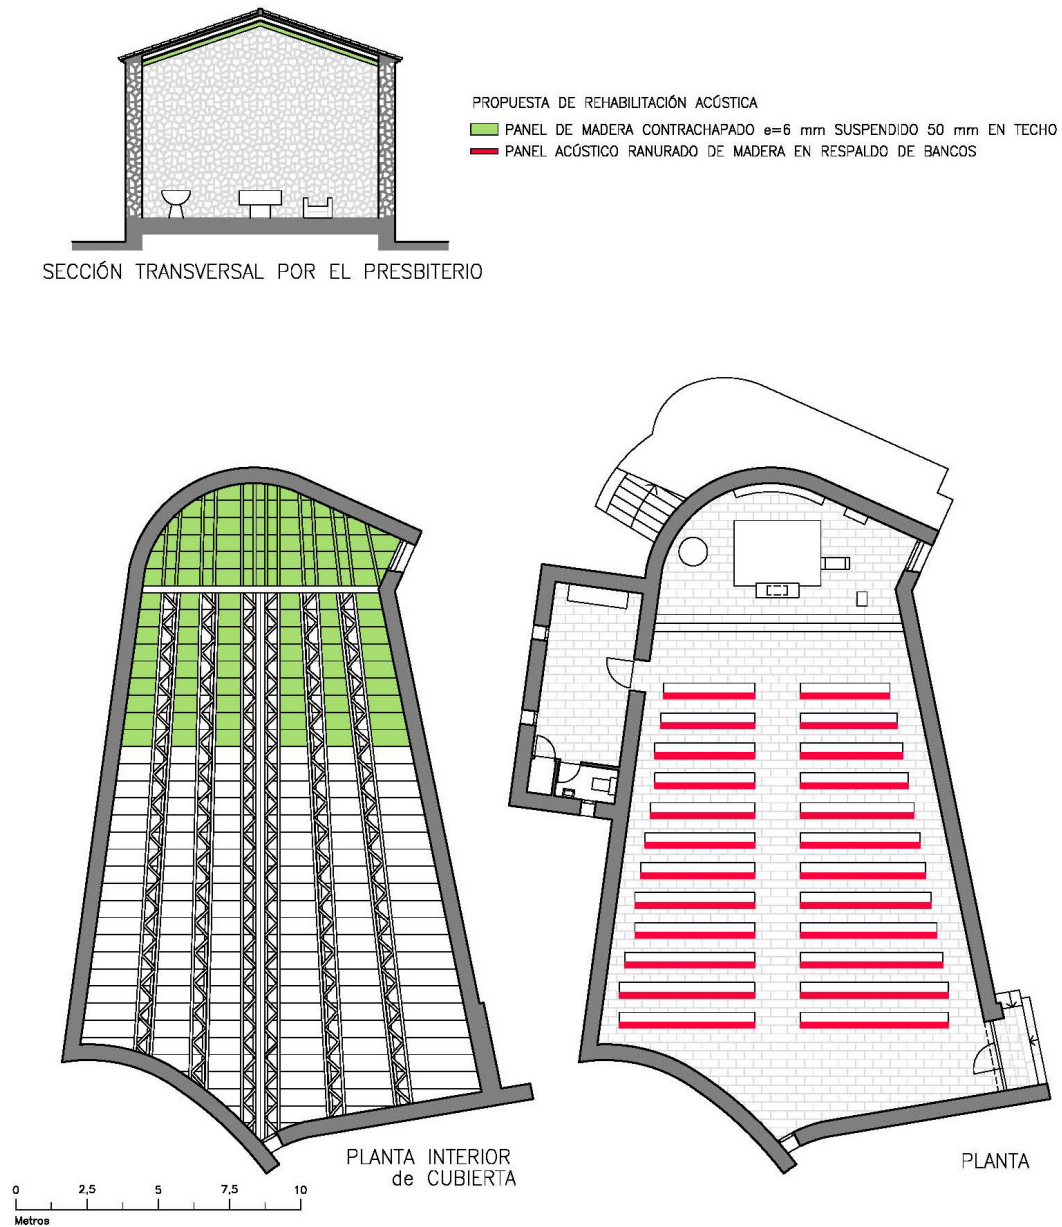 PROPUESTA DE REHABILITACIÓN ACÚSTICA
PANEL DE MADERA CONTRACHAPADO e=6 mm SUSPENDIDO 50 mm EN TECHO
PANEL ACÚSTICO RANURADO DE MADERA EN RESPALDO DE BANCOS
SECCIÓN TRANSVERSAL POR EL PRESBITERIO
PLANTA INTERIOR
de CUBIERTA
PLANTA
0 2,5 5 7,5 10
Metros